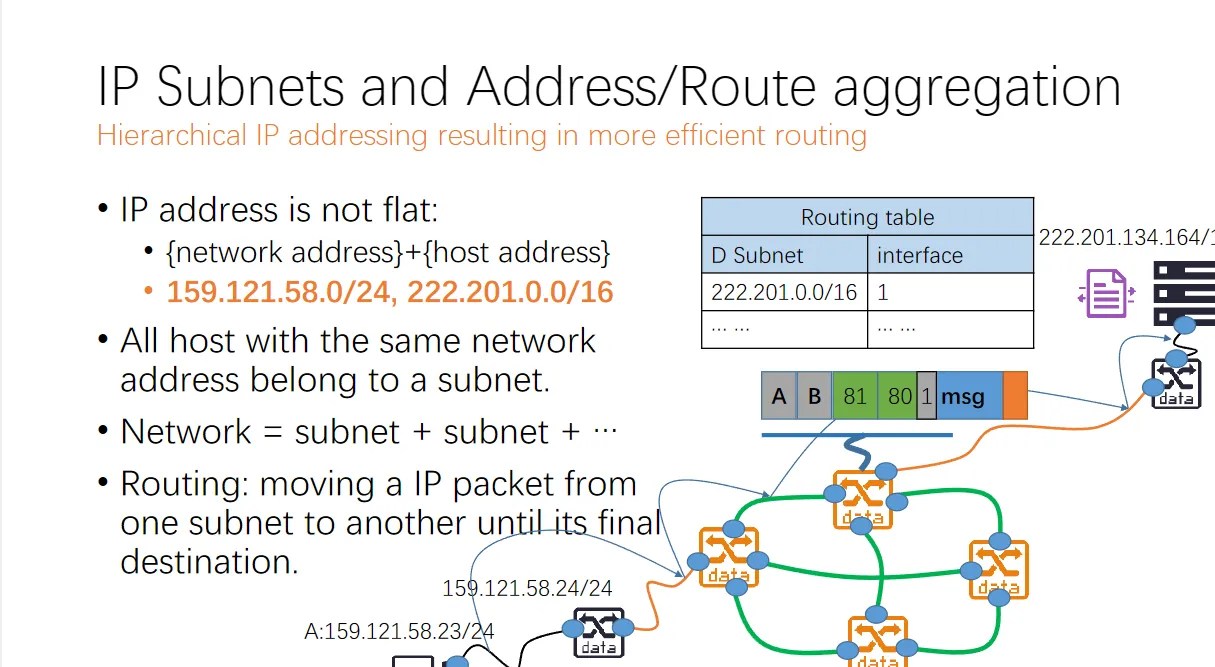 IP Subnets and Address/Route aggregation
Hierarchical IP addressing resulting in more efficient routing
• IP address is not flat:
• {network address}+{host address}
• 159.121.58.0/24, 222.201.0.0/16
• All host with the same network
address belong to a subnet.
• Network = subnet + subnet + ⋯
• Routing: moving a IP packet from
one subnet to another until its final
destination.
Routing table
D Subnet interface
222.201.0.0/16 1
⋯ ⋯ ⋯ ⋯
222.201.134.164/1
A B 81 80 1 msg
data
data
data
data
159.121.58.24/24
A:159.121.58.23/24
data
data